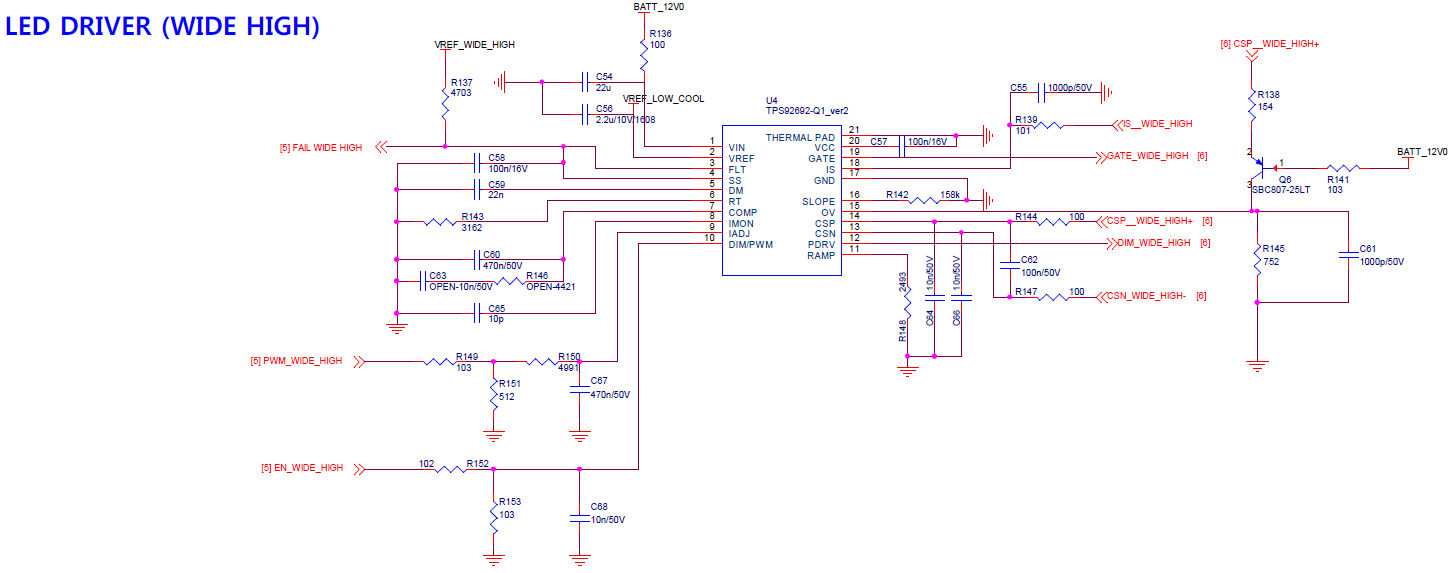 LED DRIVER (WIDE HIGH)
BATT_12V0
R136
100
VREF_WIDE_HIGH
R137
4703
C54
22u
C56
2.2u/10V/1608
VREF_LOW_COOL
[5] FAIL WIDE HIGH
C58
100n/16V
C59
22n
R143
3162
C60
470n/50V
C63
OPEN-10n/50V
R146
OPEN-4421
C65
10p
U4
TPS92692-Q1_ver2
1 VIN
2 VREF
3 FLT
4 SS
5 DM
6 RT
7 COMP
8 IMON
9 IADJ
10 DIM/PWM
THERMAL PAD 21
VCC 20
GATE 19
IS 18
GND 17
SLOPE 16
OV 15
CSP 14
CSN 13
PDRV 12
RAMP 11
C55
1000p/50V
R139
101
IS__WIDE_HIGH
C57
100n/16V
GATE_WIDE_HIGH [6]
R142
158k
R144
100
CSP__WIDE_HIGH+ [6]
DIM_WIDE_HIGH [6]
C62
100n/50V
R147
100
CSN_WIDE_HIGH- [6]
2493
R148
10n/50V
C64
10n/50V
C66
[6] CSP__WIDE_HIGH+
R138
154
2
1
3
Q6
SBC807-25LT
R141
103
BATT_12V0
R145
752
C61
1000p/50V
[5] PWM_WIDE_HIGH
R149
103
R150
4991
R151
512
C67
470n/50V
[5] EN_WIDE_HIGH
102
R152
R153
103
C68
10n/50V